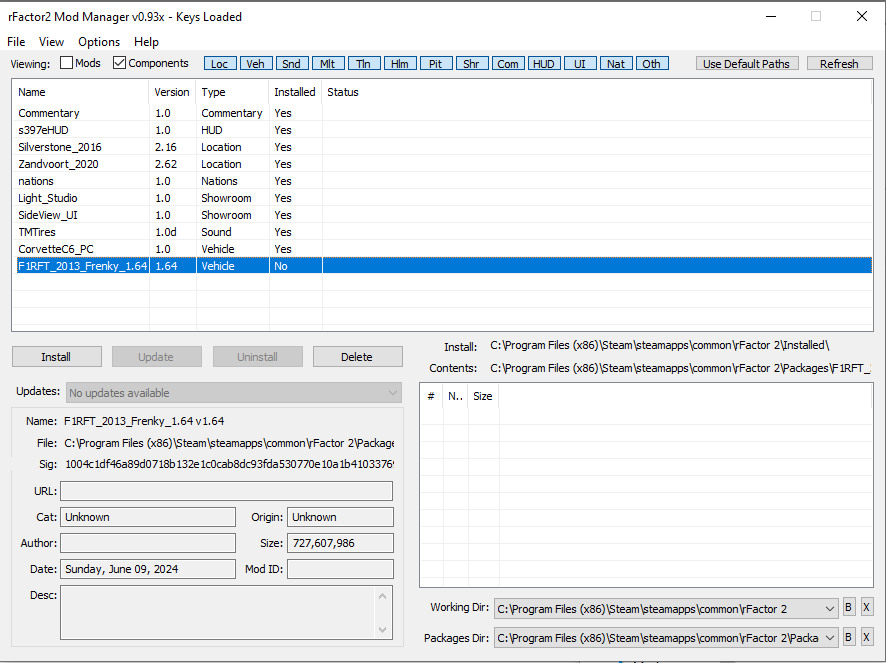 rFactor2 Mod Manager v0.93x - Keys Loaded
File View Options Help
Viewing: Mods Components Loc Veh Snd Mlt Tln Hlm Pit Shr Com HUD UI Nat Oth Use Default Paths Refresh
Name Version Type Installed Status
Commentary 1.0 Commentary Yes
s397eHUD 1.0 HUD Yes
Silverstone_2016 2.16 Location Yes
Zandvoort_2020 2.62 Location Yes
nations 1.0 Nations Yes
Light_Studio 1.0 Showroom Yes
SideView_UI 1.0 Showroom Yes
TMTires 1.0d Sound Yes
CorvetteC6_PC 1.0 Vehicle Yes
F1RFT_2013_Frenky_1.64 1.64 Vehicle No
Install Update Uninstall Delete
Updates: No updates available
Name: F1RFT_2013_Frenky_1.64 v1.64
File: C:\Program Files (x86)\Steam\steamapps\common\rFactor 2\Package
Sig: 1004c1df46a89d0718b132e1c0cab8dc93fda530770e10a1b4103376
URL:
Cat: Unknown Origin: Unknown
Author: Size: 727,607,986
Date: Sunday, June 09, 2024 Mod ID:
Desc:
Install: C:\Program Files (x86)\Steam\steamapps\common\rFactor 2\Installed\
Contents: C:\Program Files (x86)\Steam\steamapps\common\rFactor 2\Packages\F1RFT_
# N.. Size
Working Dir: C:\Program Files (x86)\Steam\steamapps\common\rFactor 2 B X
Packages Dir: C:\Program Files (x86)\Steam\steamapps\common\rFactor 2\Packa B X